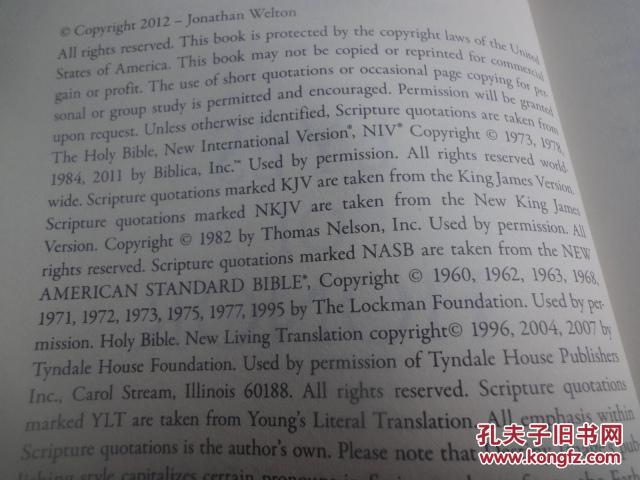 © Copyright 2012 – Jonathan Welton
All rights reserved. This book is protected by the copyright laws of the United
States of America. This book may not be copied or reprinted for commercial
gain or profit. The use of short quotations or occasional page copying for per-
sonal or group study is permitted and encouraged. Permission will be granted
upon request. Unless otherwise identified, Scripture quotations are taken from
The Holy Bible, New International Version®, NIV® Copyright © 1973, 1978,
1984, 2011 by Biblica, Inc.™ Used by permission. All rights reserved world-
wide. Scripture quotations marked KJV are taken from the King James Version.
Scripture quotations marked NKJV are taken from the New King James
Version. Copyright © 1982 by Thomas Nelson, Inc. Used by permission. All
rights reserved. Scripture quotations marked NASB are taken from the NEW
AMERICAN STANDARD BIBLE®, Copyright © 1960, 1962, 1963, 1968,
1971, 1972, 1973, 1975, 1977, 1995 by The Lockman Foundation. Used by per-
mission. Holy Bible. New Living Translation copyright© 1996, 2004, 2007 by
Tyndale House Foundation. Used by permission of Tyndale House Publishers
Inc., Carol Stream, Illinois 60188. All rights reserved. Scripture quotations
marked YLT are taken from Young's Literal Translation. All emphasis within
Scripture quotations is the author's own. Please note that
lishing style capitalizes certain pronouns in
孔夫子旧书网
www.kongfz.com